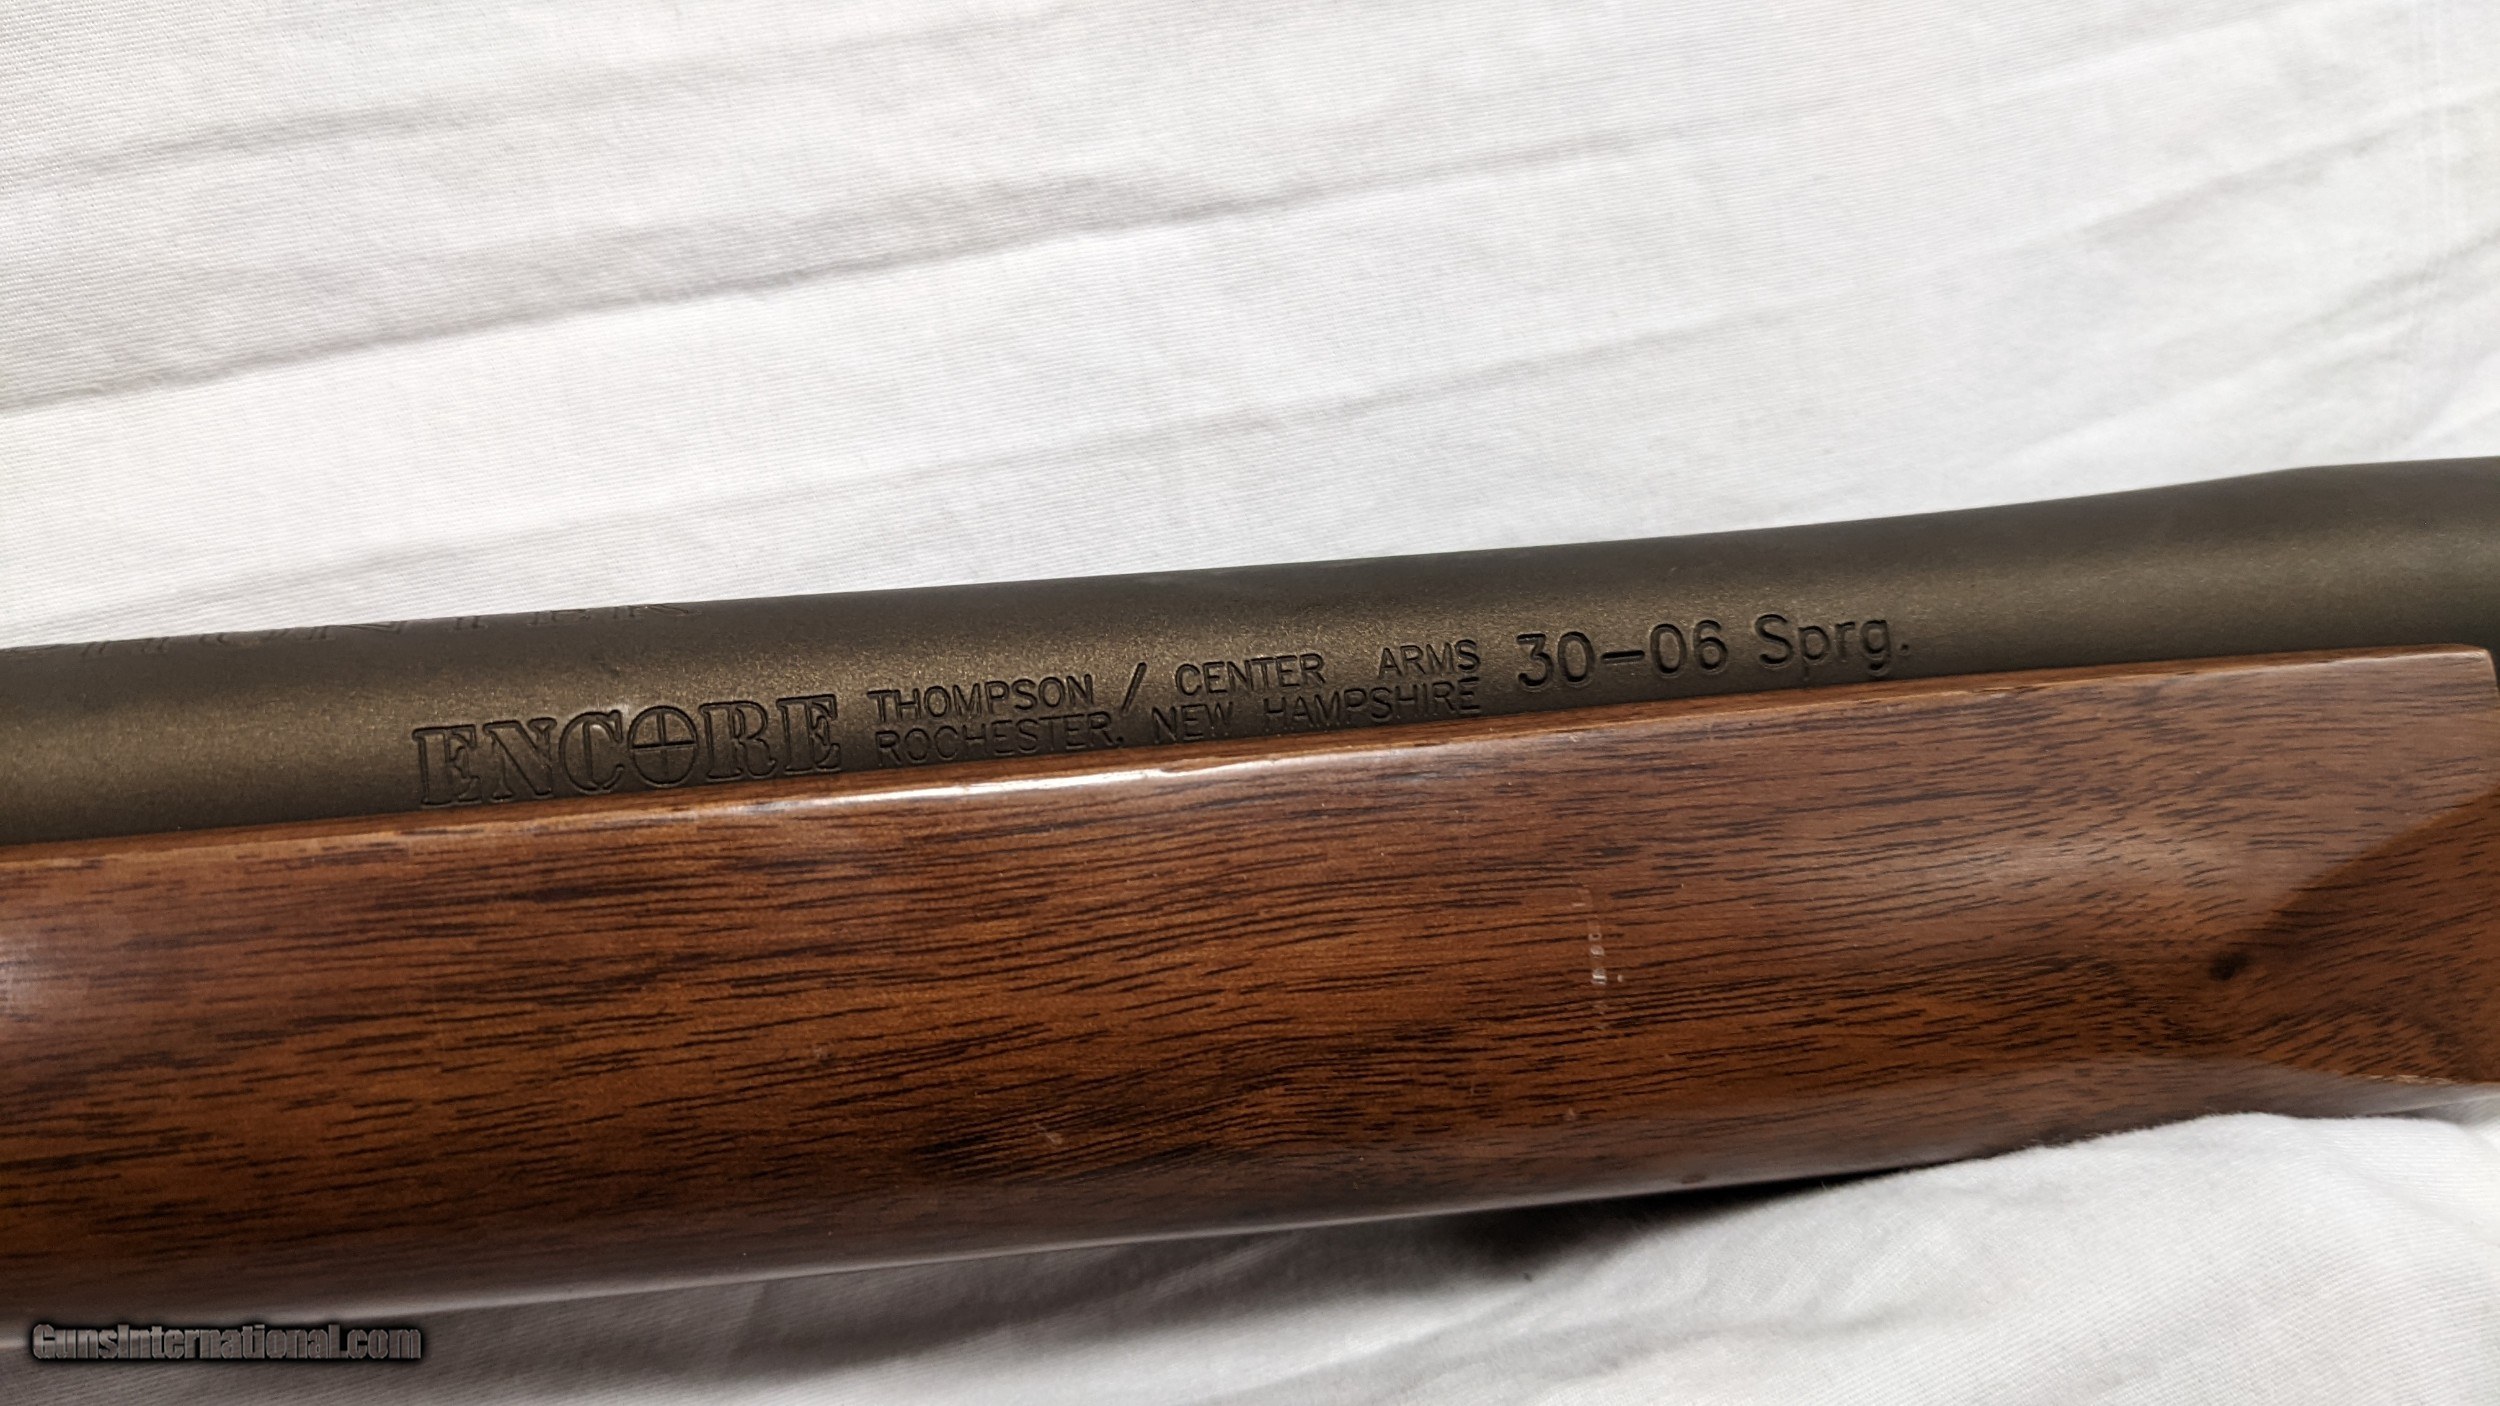 ENCORE THOMPSON / CENTER ARMS 30-06 Sprg.
ROCHESTER, NEW HAMPSHIRE
GunsInternational.com